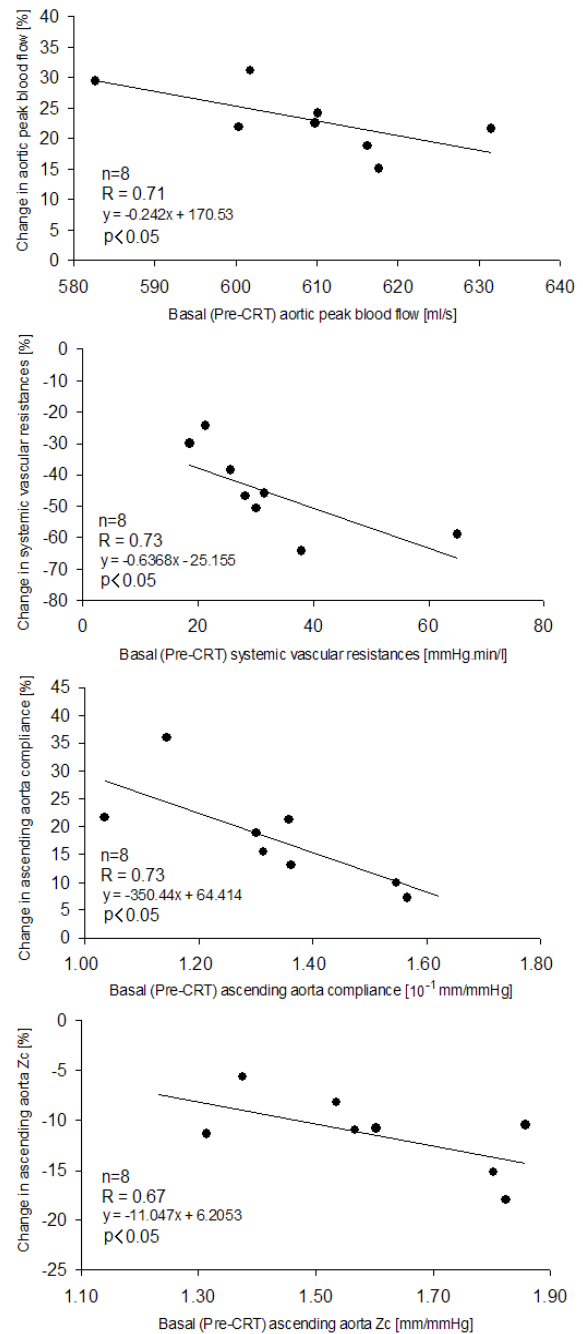 Change in aortic peak blood flow [%]
40
35
30
25
20
15
10
5
0
n=8
R = 0.71
y = -0.242x + 170.53
p<0.05
580 590 600 610 620 630 640
Basal (Pre-CRT) aortic peak blood flow [ml/s]
Change in systemic vascular resistances [%]
0
-10
-20
-30
-40
-50
-60
-70
-80
n=8
R = 0.73
y = -0.6368x - 25.155
p<0.05
0 20 40 60 80
Basal (Pre-CRT) systemic vascular resistances [mmHg.min/l]
Change in ascending aorta compliance [%]
45
40
35
30
25
20
15
10
5
0
n=8
R = 0.73
y = -350.44x + 64.414
p<0.05
1.00 1.20 1.40 1.60 1.80
Basal (Pre-CRT) ascending aorta compliance [10⁻¹ mm/mmHg]
Change in ascending aorta Zc [%]
0
-5
-10
-15
-20
-25
n=8
R = 0.67
y = -11.047x + 6.2053
p<0.05
1.10 1.30 1.50 1.70 1.90
Basal (Pre-CRT) ascending aorta Zc [mm/mmHg]